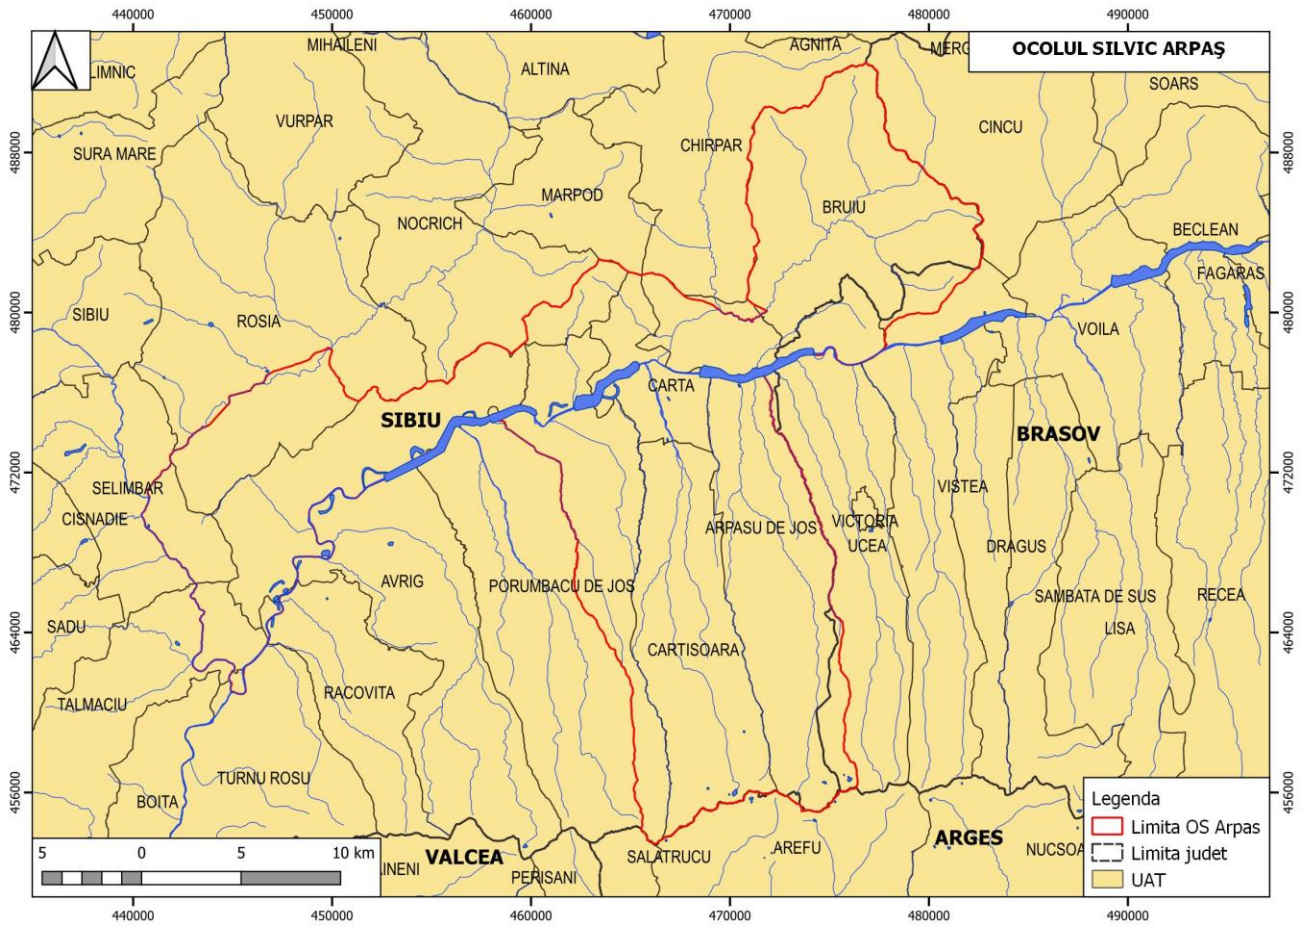 440000 450000 460000 470000 480000 490000
OCOLUL SILVIC ARPAȘ
MIHAILENI
AGNITA
MERG
LIMNIC
ALTINA
SOARS
VURPAR
CINCU
488000
488000
CHIRPAR
SURA MARE
MARPOD
BRUIU
NOCRICH
BECLEAN
FAGARAS
480000
SIBIU
ROSIA
480000
VOILA
CARTA
SIBIU
BRASOV
472000
472000
SELIMBAR
VISTEA
CISNADIE
ARPASU DE JOS
VICTORIA
UCEA
DRAGUS
AVRIG
PORUMBACU DE JOS
SAMBATA DE SUS
RECEA
SADU
464000
LISA
464000
CARTISOARA
TALMACIU
RACOVITA
TURNU ROSU
456000
456000
BOITA
Legenda
Limita OS Arpas
Limita judet
UAT
5 0 5 10 km
VALCEA
SALATRUCU
AREFU
ARGES
NUCSOA
INENI
PERISANI
440000 450000 460000 470000 480000 490000